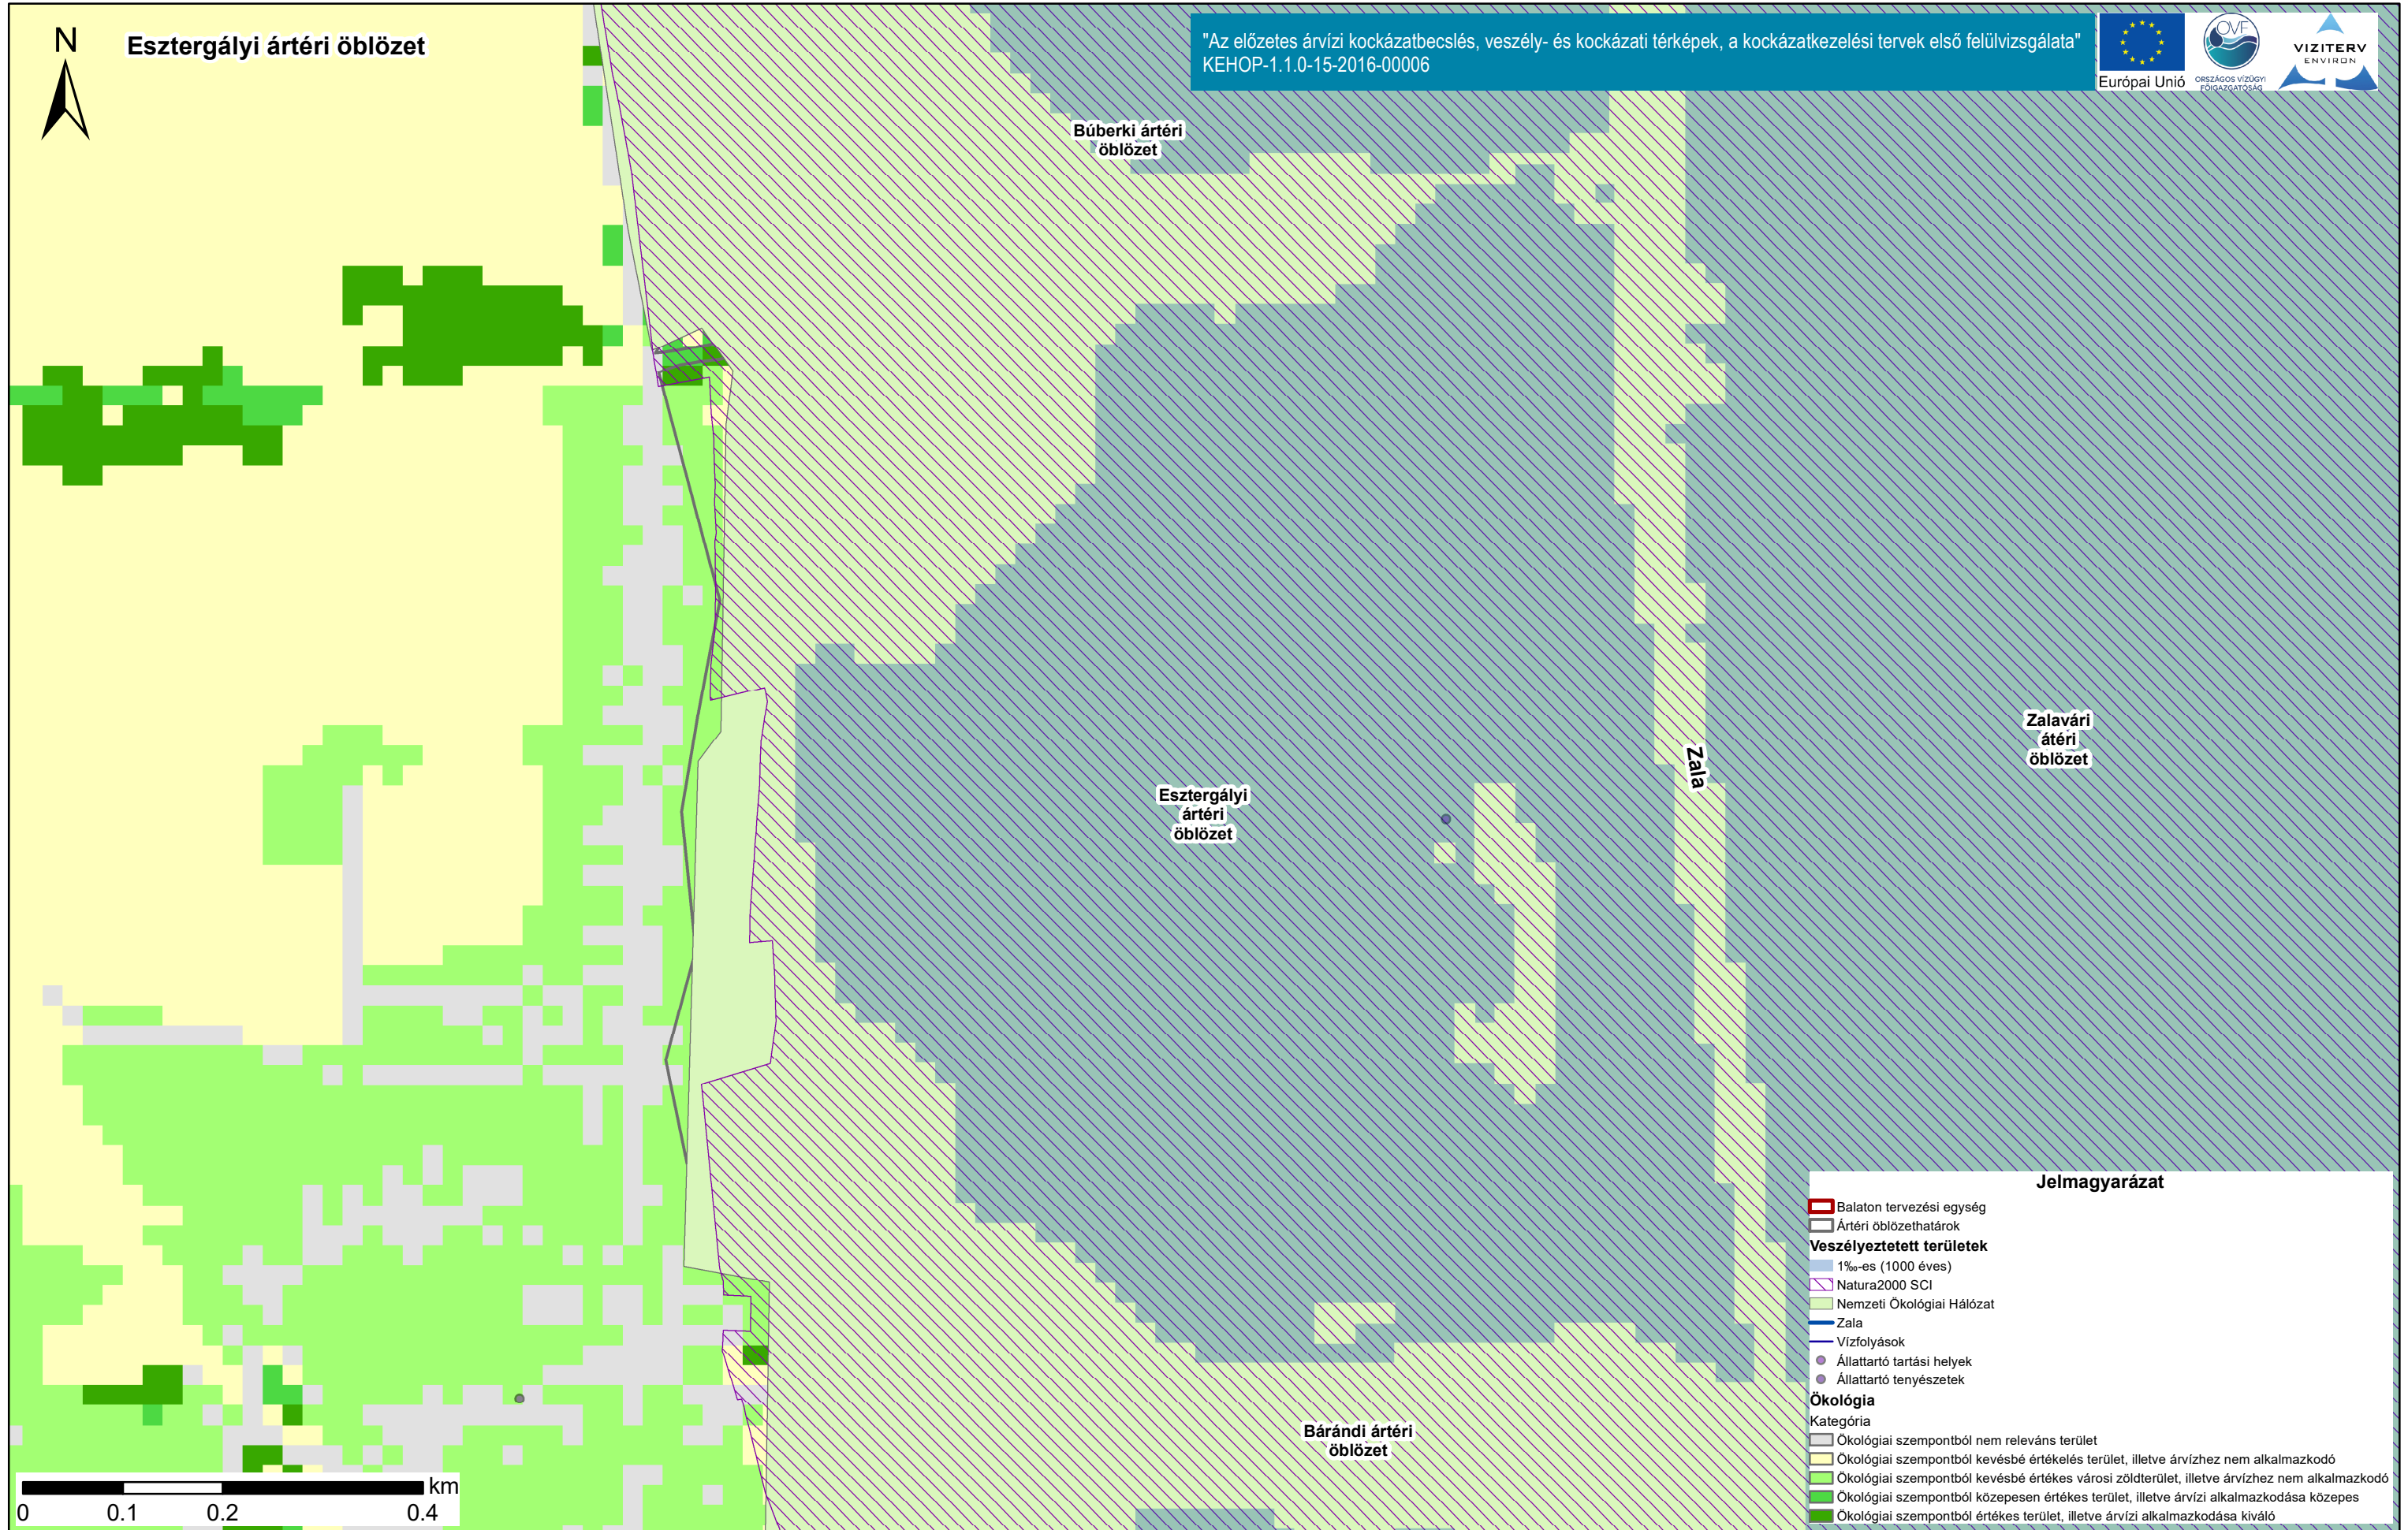 N
Esztergályi ártéri öblözet
"Az előzetes árvízi kockázatbecslés, veszély- és kockázati térképek, a kockázatkezelési tervek első felülvizsgálata"
KEHOP-1.1.0-15-2016-00006
Európai Unió
OVF
ORSZÁGOS VÍZÜGYI
FŐIGAZGATÓSÁG
VIZITERV
ENVIRON
Búberki ártéri
öblözet
Zalavári
átéri
öblözet
Zala
Esztergályi
ártéri
öblözet
Bárándi ártéri
öblözet
Jelmagyarázat
Balaton tervezési egység
Ártéri öblözethatárok
Veszélyeztetett területek
1‰-es (1000 éves)
Natura2000 SCI
Nemzeti Ökológiai Hálózat
Zala
Vízfolyások
Állattartó tartási helyek
Állattartó tenyészetek
Ökológia
Kategória
Ökológiai szempontból nem releváns terület
Ökológiai szempontból kevésbé értékelés terület, illetve árvízhez nem alkalmazkodó
Ökológiai szempontból kevésbé értékes városi zöldterület, illetve árvízhez nem alkalmazkodó
Ökológiai szempontból közepesen értékes terület, illetve árvízi alkalmazkodása közepes
Ökológiai szempontból értékes terület, illetve árvízi alkalmazkodása kiváló
km
0 0.1 0.2 0.4